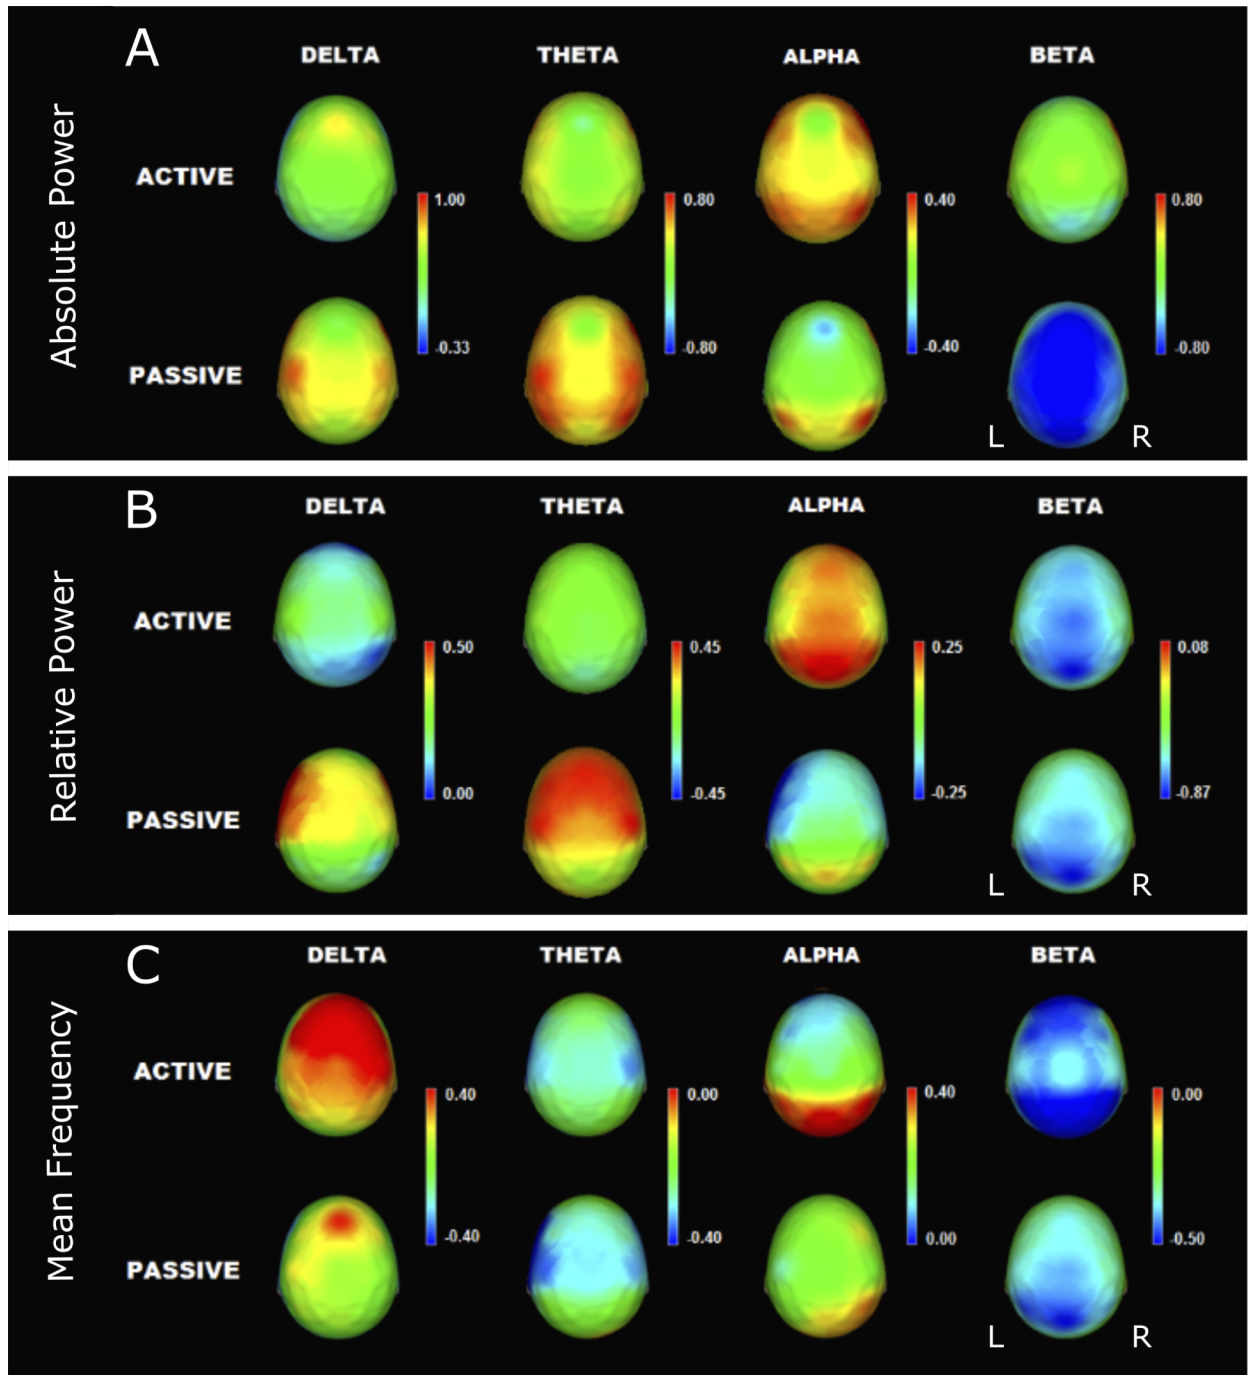 A
DELTA THETA ALPHA BETA
Absolute Power
ACTIVE
1.00 0.80 0.40 0.80
-0.33 -0.80 -0.40 -0.80
PASSIVE
L R
B
DELTA THETA ALPHA BETA
Relative Power
ACTIVE
0.50 0.45 0.25 0.08
0.00 -0.45 -0.25 -0.87
PASSIVE
L R
C
DELTA THETA ALPHA BETA
Mean Frequency
ACTIVE
0.40 0.00 0.40 0.00
-0.40 -0.40 0.00 -0.50
PASSIVE
L R